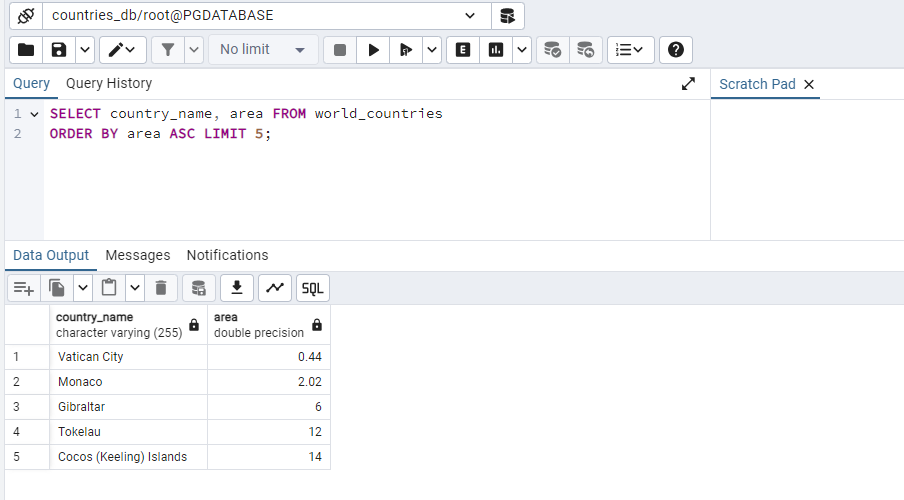 countries_db/root@PGDATABASE
No limit
E
Query Query History
Scratch Pad
1 SELECT country_name, area FROM world_countries
2 ORDER BY area ASC LIMIT 5;
Data Output Messages Notifications
SQL
country_name area
character varying (255) double precision
1 Vatican City 0.44
2 Monaco 2.02
3 Gibraltar 6
4 Tokelau 12
5 Cocos (Keeling) Islands 14